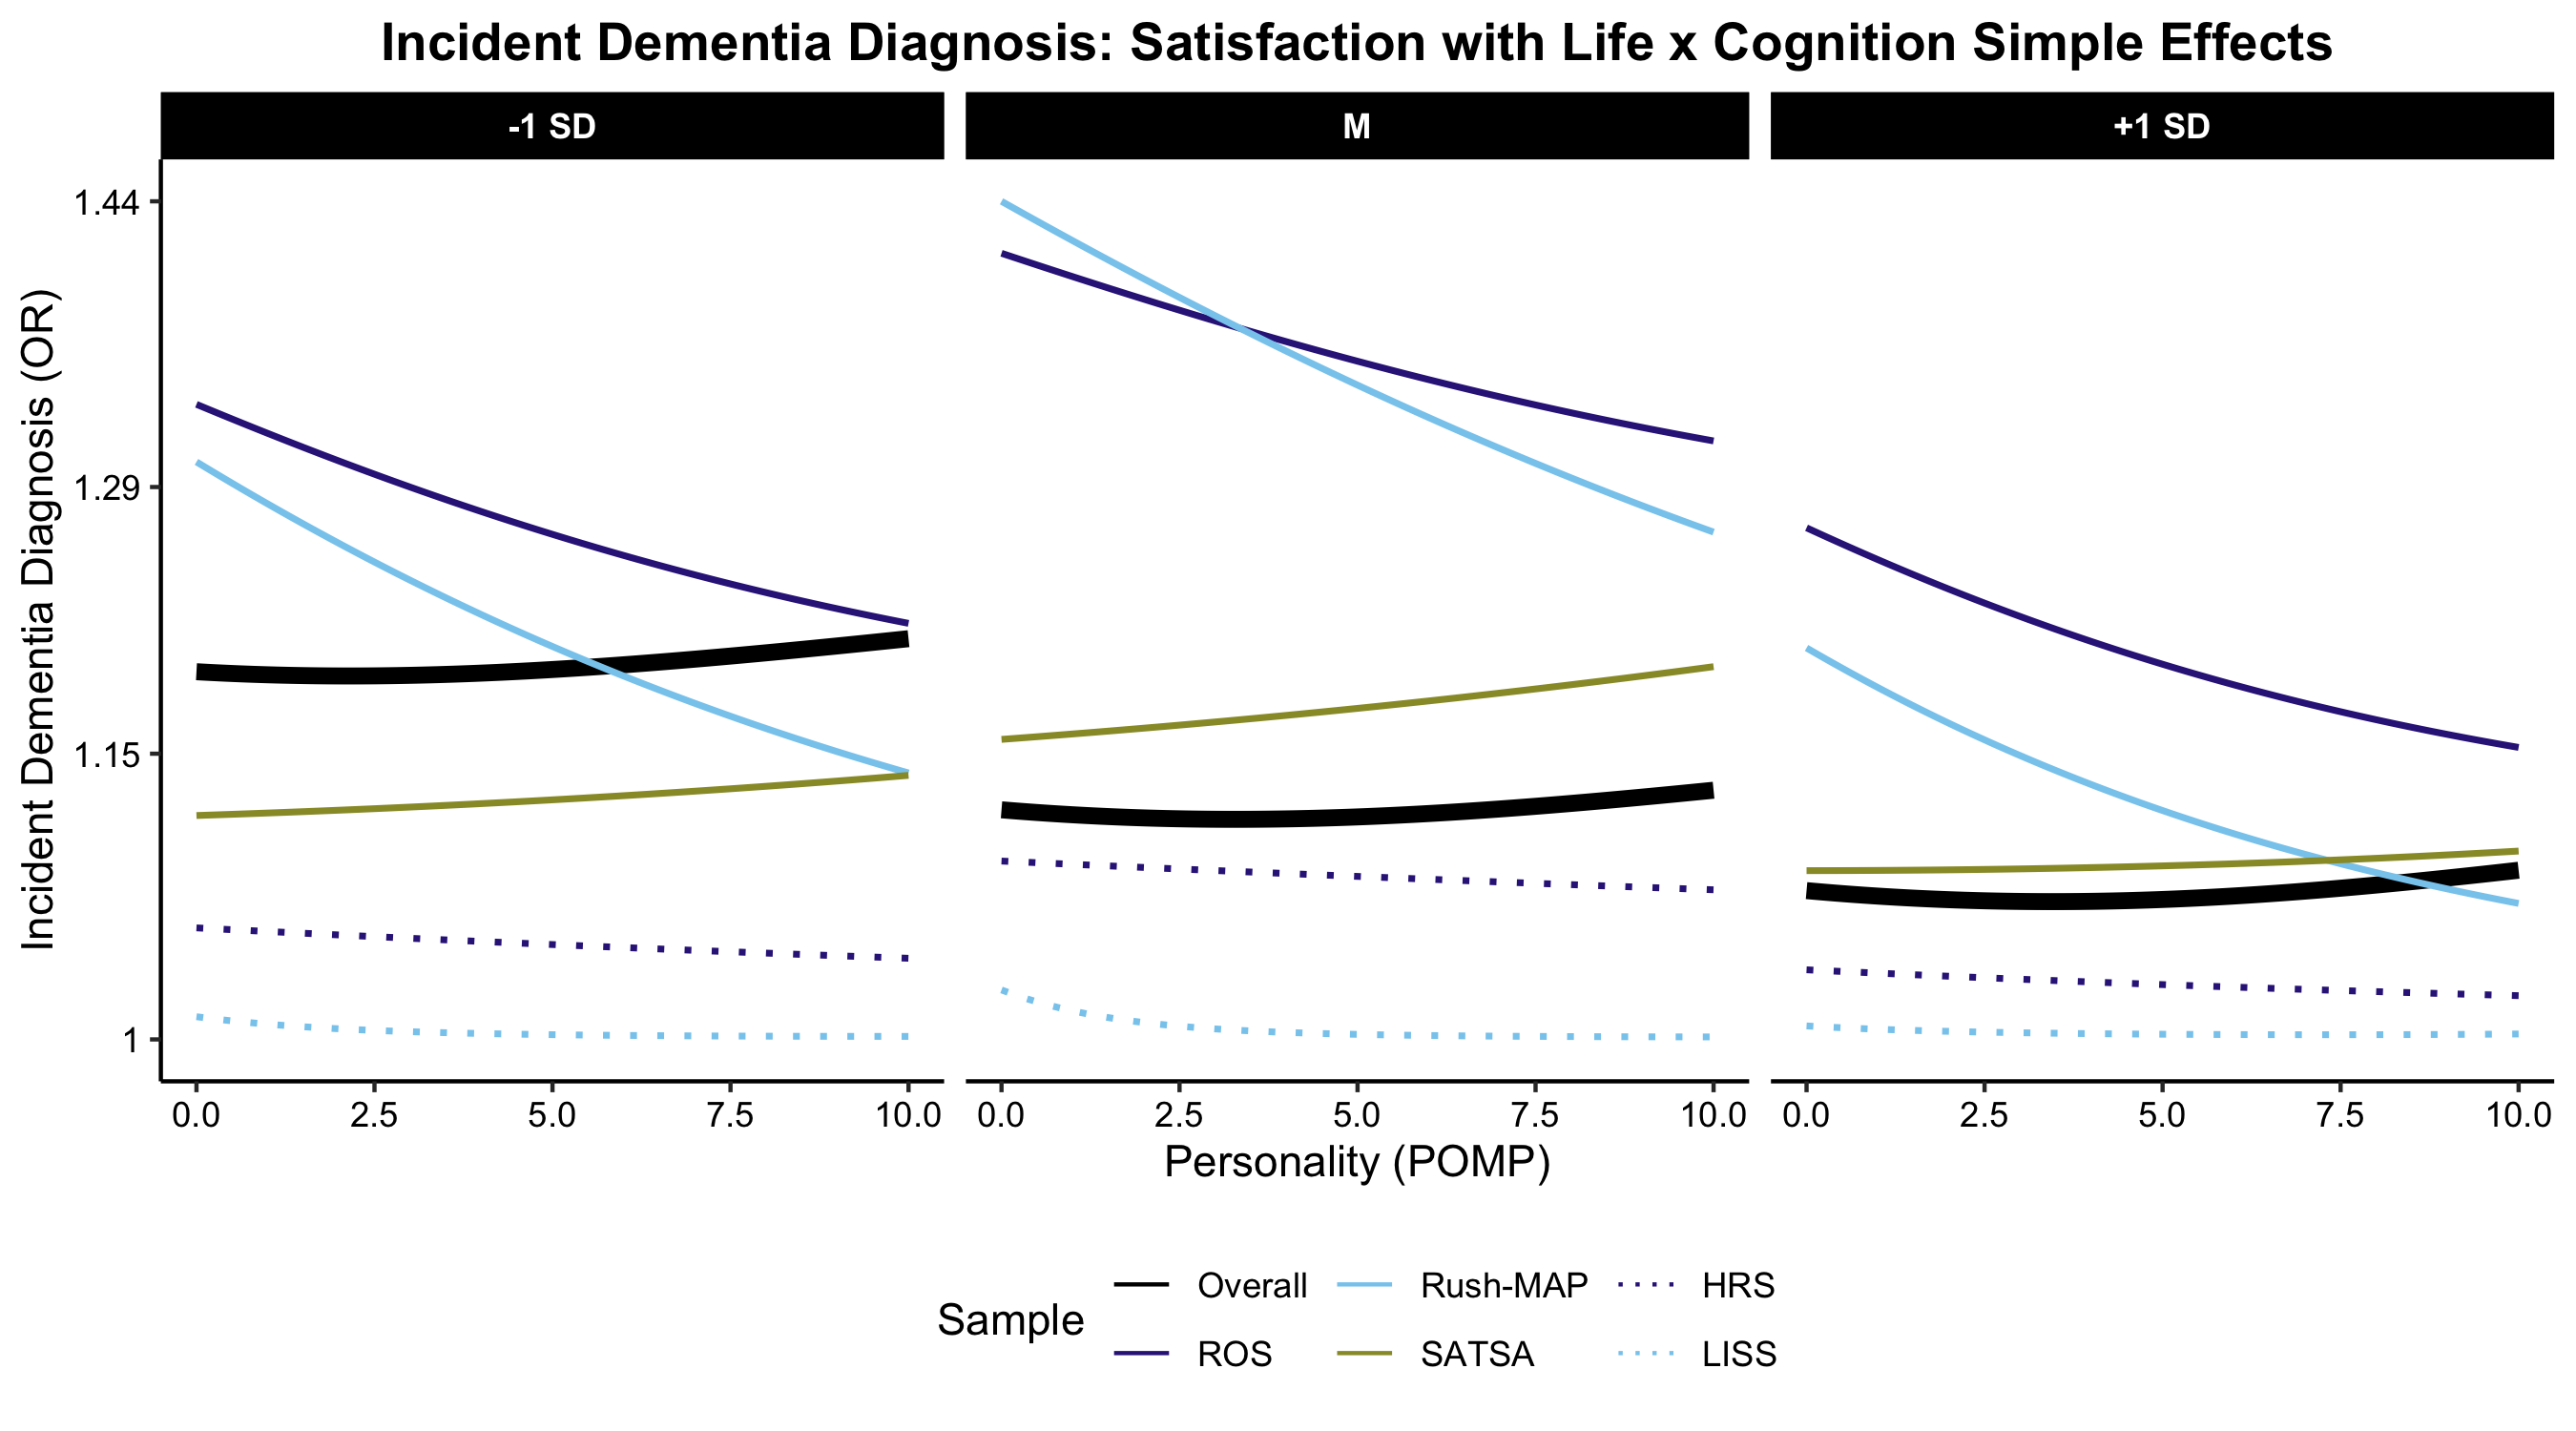 Incident Dementia Diagnosis: Satisfaction with Life x Cognition Simple Effects
-1 SD
M
+1 SD
Incident Dementia Diagnosis (OR)
1.44
1.29
1.15
1
0.0 2.5 5.0 7.5 10.0
0.0 2.5 5.0 7.5 10.0
0.0 2.5 5.0 7.5 10.0
Personality (POMP)
Sample
Overall Rush-MAP HRS
ROS SATSA LISS